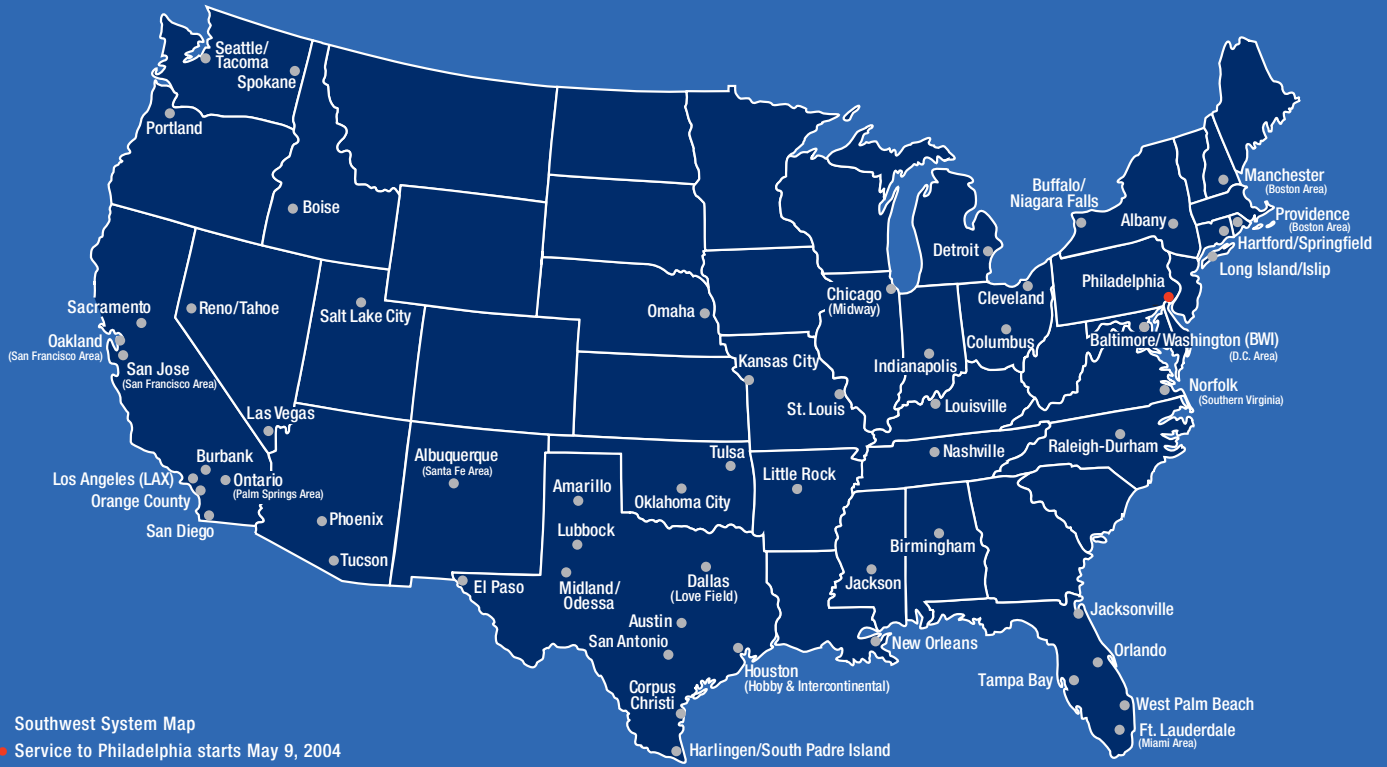 Seattle/
Tacoma
Spokane
Portland
Boise
Buffalo/
Niagara Falls
Albany
Manchester
(Boston Area)
Providence
(Boston Area)
Hartford/Springfield
Long Island/Islip
Detroit
Philadelphia
Sacramento
Reno/Tahoe
Salt Lake City
Omaha
Chicago
(Midway)
Cleveland
Oakland
(San Francisco Area)
San Jose
(San Francisco Area)
Columbus
Baltimore/Washington (BWI)
(D.C. Area)
Kansas City
Indianapolis
Norfolk
(Southern Virginia)
Las Vegas
St. Louis
Louisville
Burbank
Los Angeles (LAX)
Ontario
(Palm Springs Area)
Orange County
San Diego
Albuquerque
(Santa Fe Area)
Tulsa
Nashville
Raleigh-Durham
Amarillo
Oklahoma City
Little Rock
Phoenix
Tucson
Lubbock
Birmingham
El Paso
Midland/
Odessa
Dallas
(Love Field)
Jackson
Austin
San Antonio
Jacksonville
New Orleans
Orlando
Houston
(Hobby & Intercontinental)
Tampa Bay
Corpus
Christi
West Palm Beach
Ft. Lauderdale
(Miami Area)
Harlingen/South Padre Island
Southwest System Map
Service to Philadelphia starts May 9, 2004